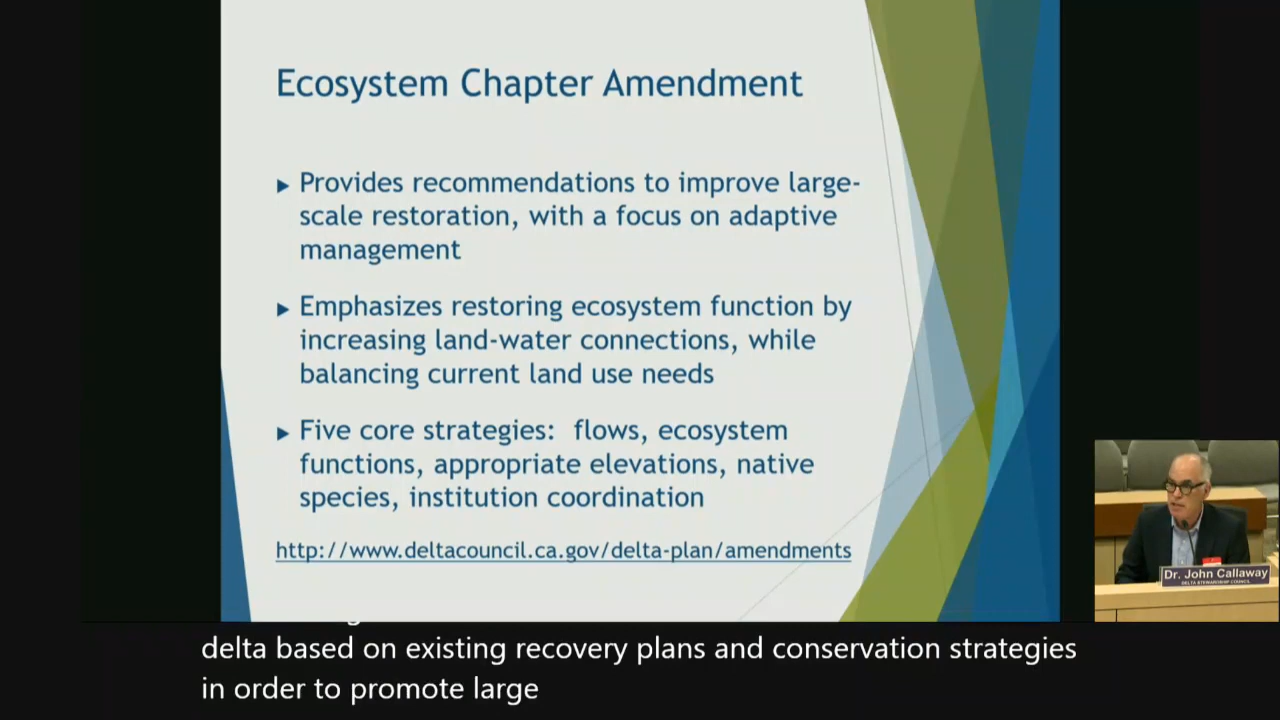 Ecosystem Chapter Amendment
Provides recommendations to improve large-
scale restoration, with a focus on adaptive
management
Emphasizes restoring ecosystem function by
increasing land-water connections, while
balancing current land use needs
Five core strategies: flows, ecosystem
functions, appropriate elevations, native
species, institution coordination
http://www.deltacouncil.ca.gov/delta-plan/amendments
Dr. John Callaway
DELTA STEWARDSHIP COUNCIL
delta based on existing recovery plans and conservation strategies
in order to promote large